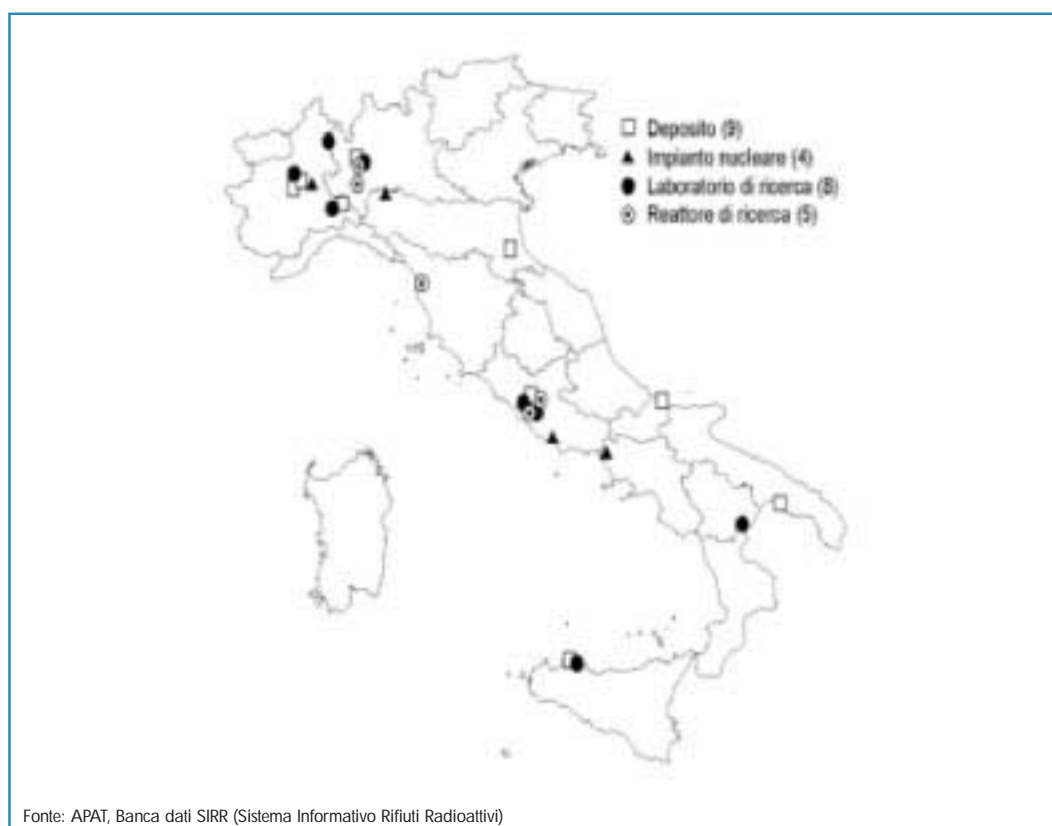 Deposito (9)
Impianto nucleare (4)
Laboratorio di ricerca (8)
Reattore di ricerca (5)
Fonte: APAT, Banca dati SIRR (Sistema Informativo Rifiuti Radioattivi)